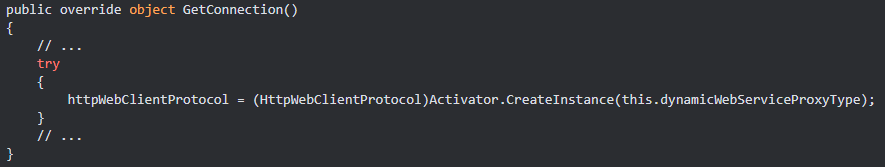 public override object GetConnection()
{
    // ...
    try
    {
        httpWebClientProtocol = (HttpWebClientProtocol)Activator.CreateInstance(this.dynamicWebServiceProxyType);
    }
    // ...
}